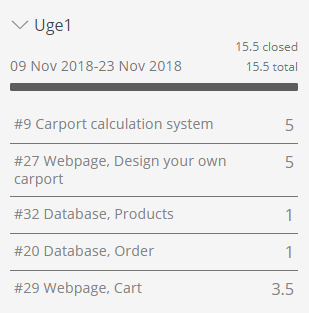 Uge1
15.5 closed
09 Nov 2018-23 Nov 2018
15.5 total
#9 Carport calculation system 5
#27 Webpage, Design your own 5
carport
#32 Database, Products 1
#20 Database, Order 1
#29 Webpage, Cart 3.5